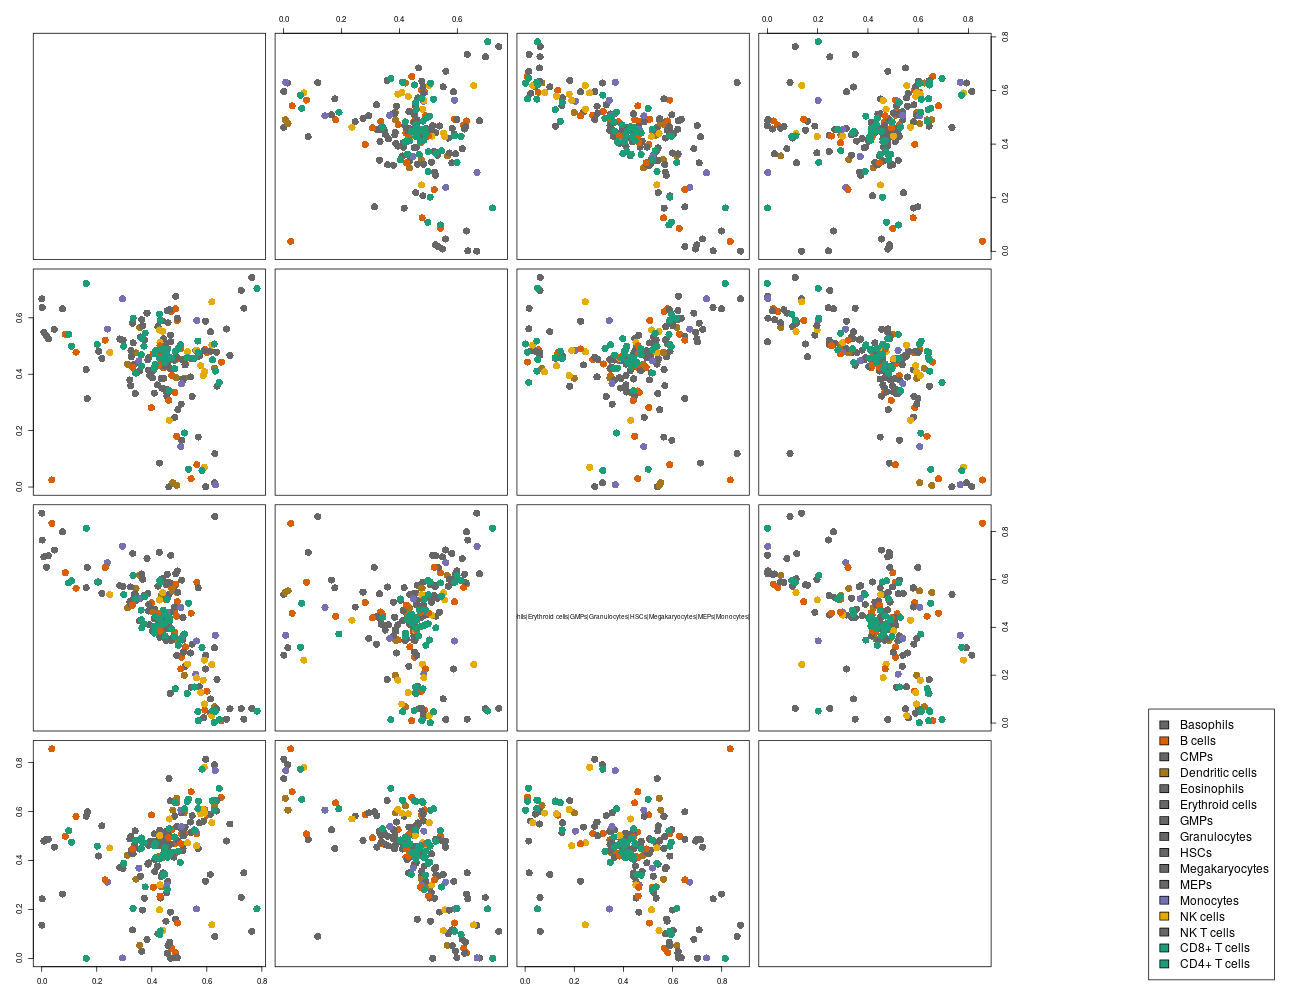 0.0 0.2 0.4 0.6 0.0 0.2 0.4 0.6 0.8
0.8
0.6
0.4
0.2
0.0
0.6
0.4
0.2
0.0
hils|Erythroid cells|GMPs|Granulocytes|HSCs|Megakaryocytes|MEPs|Monocytes|
0.8
0.6
0.4
0.2
0.0
0.8
0.6
0.4
0.2
0.0
0.0 0.2 0.4 0.6 0.8 0.0 0.2 0.4 0.6 0.8
Basophils
B cells
CMPs
Dendritic cells
Eosinophils
Erythroid cells
GMPs
Granulocytes
HSCs
Megakaryocytes
MEPs
Monocytes
NK cells
NK T cells
CD8+ T cells
CD4+ T cells